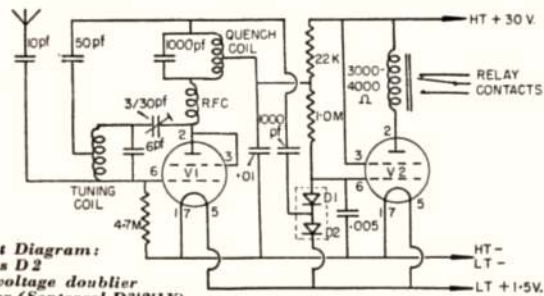 10pf
50pf
1000pf
QUENCH
COIL
HT + 30 V.
22K
3000-
4000
Ω
RELAY
CONTACTS
3/30pf
R.F.C
1000
pf
1·0M
2
2
3
3
6pf
6
V1
·01
6
V2
TUNING
COIL
D1
1
7
5
·005
1
7
5
4·7M
D2
HT-
LT-
t Diagram:
s D2
voltage doublier
LT + 1·5V.